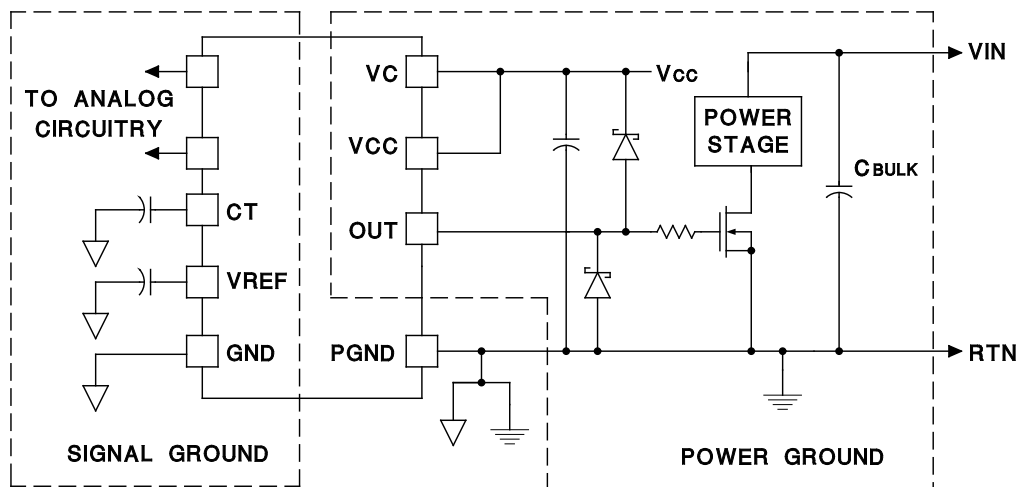 VIN
VC
VCC
TO ANALOG
CIRCUITRY
POWER
STAGE
VCC
CBULK
CT
OUT
VREF
GND
PGND
RTN
SIGNAL GROUND
POWER GROUND